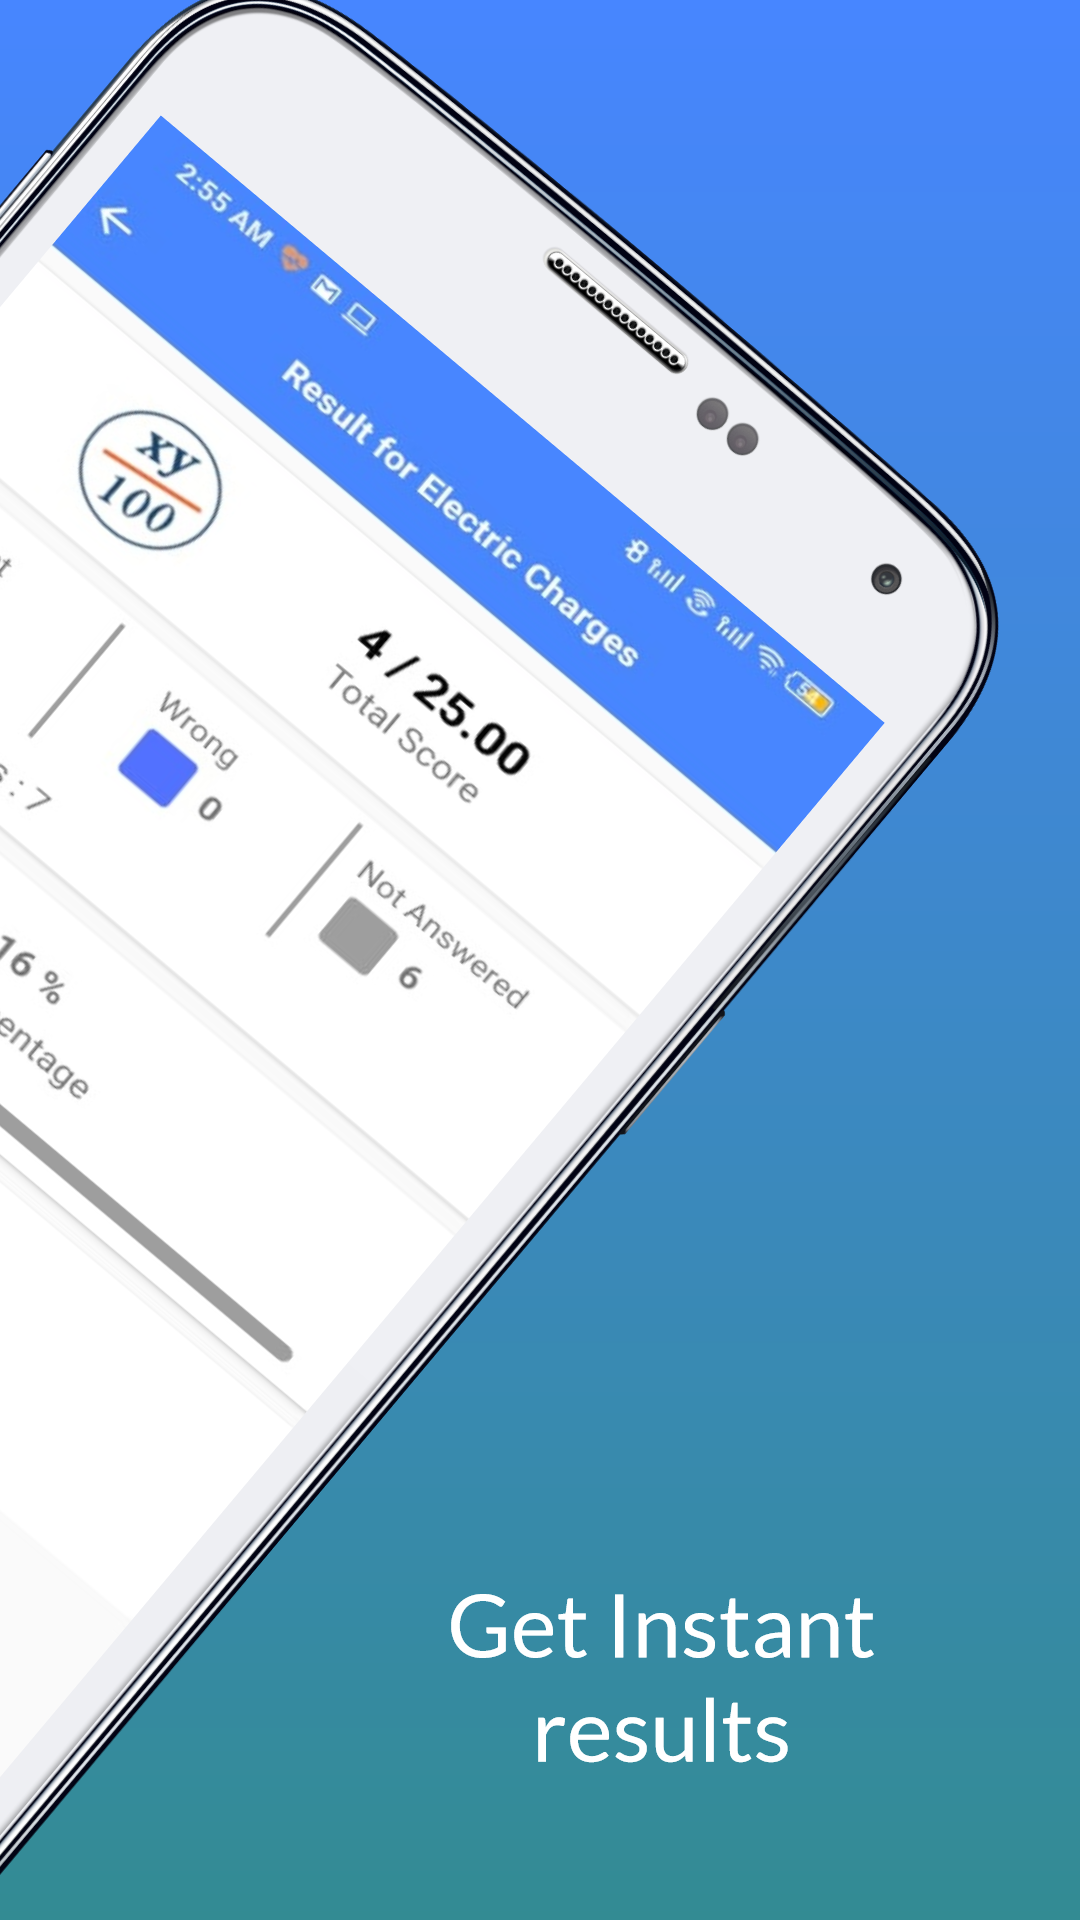 2:55 AM
54
Result for Electric Charges
xy
100
4 / 25.00
Total Score
t
Wrong
0
s : 7
Not Answered
6
16 %
entage
Get Instant
results